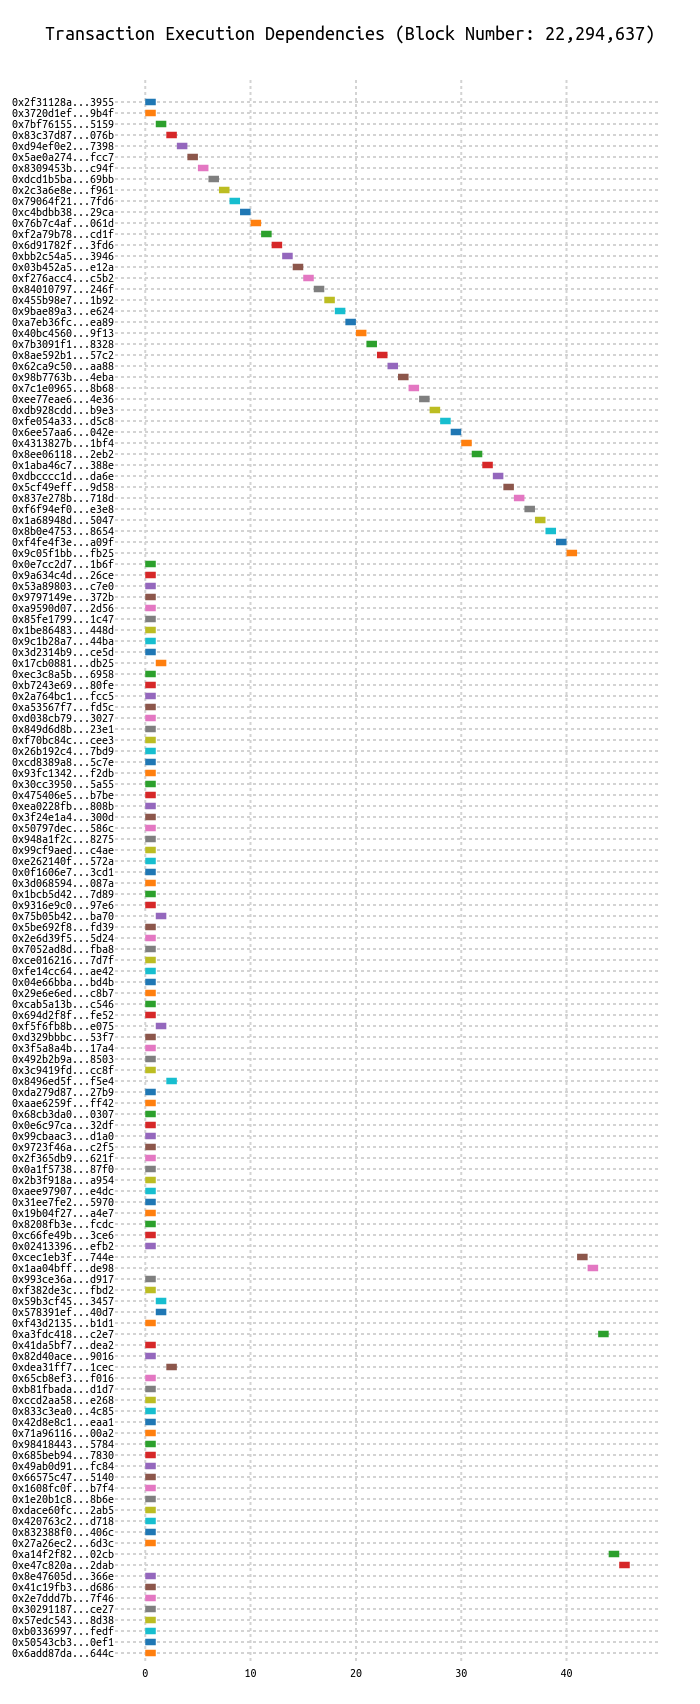 Transaction Execution Dependencies (Block Number: 22,294,637)
0x2f31128a...3955
0x3720d1ef...9b4f
0x7bf76155...5159
0x83c37d87...076b
0xd94ef0e2...7398
0x5ae0a274...fcc7
0x8309453b...c94f
0xdcd1b5ba...69bb
0x2c3a6e8e...f961
0x79064f21...7fd6
0xc4bdbb38...29ca
0x76b7c4af...061d
0xf2a79b78...cd1f
0x6d91782f...3fd6
0xbb2c54a5...3946
0x03b452a5...e12a
0xf276acc4...c5b2
0x84010797...246f
0x455b98e7...1b92
0x9bae89a3...e624
0xa7eb36fc...ea89
0x40bc4560...9f13
0x7b3091f1...8328
0x8ae592b1...57c2
0x62ca9c50...aa88
0x98b7763b...4eba
0x7c1e0965...8b68
0xee77eae6...4e36
0xdb928cdd...b9e3
0xfe054a33...d5c8
0x6ee57aa6...042e
0x4313827b...1bf4
0x8ee06118...2eb2
0x1aba46c7...388e
0xdbcccc1d...da6e
0x5cf49eff...9d58
0x837e278b...718d
0xf6f94ef0...e3e8
0x1a68948d...5047
0x8b0e4753...8654
0xf4fe4f3e...a09f
0x9c05f1bb...fb25
0x0e7cc2d7...1b6f
0x9a634c4d...26ce
0x53a89803...c7e0
0x9797149e...372b
0xa9590d07...2d56
0x85fe1799...1c47
0x1be86483...448d
0x9c1b28a7...44ba
0x3d2314b9...ce5d
0x17cb0881...db25
0xec3c8a5b...6958
0xb7243e69...80fe
0x2a764bc1...fcc5
0xa53567f7...fd5c
0xd038cb79...3027
0x849d6d8b...23e1
0xf70bc84c...cee3
0x26b192c4...7bd9
0xcd8389a8...5c7e
0x93fc1342...f2db
0x30cc3950...5a55
0x475406e5...b7be
0xea0228fb...808b
0x3f24e1a4...300d
0x50797dec...586c
0x948a1f2c...8275
0x99cf9aed...c4ae
0xe262140f...572a
0x0f1606e7...3cd1
0x3d068594...087a
0x1bcb5d42...7d89
0x9316e9c0...97e6
0x75b05b42...ba70
0x5be692f8...fd39
0x2e6d39f5...5d24
0x7052ad8d...fba8
0xce016216...7d7f
0xfe14cc64...ae42
0x04e66bba...bd4b
0x29e6e6ed...c8b7
0xcab5a13b...c546
0x694d2f8f...fe52
0xf5f6fb8b...e075
0xd329bbbc...53f7
0x3f5a8a4b...17a4
0x492b2b9a...8503
0x3c9419fd...cc8f
0x8496ed5f...f5e4
0xda279d87...27b9
0xaae6259f...ff42
0x68cb3da0...0307
0x0e6c97ca...32df
0x99cbaac3...d1a0
0x9723f46a...c2f5
0x2f365db9...621f
0x0a1f5738...87f0
0x2b3f918a...a954
0xaee97907...e4dc
0x31ee7fe2...5970
0x19b04f27...a4e7
0x8208fb3e...fcdc
0xc66fe49b...3ce6
0x02413396...efb2
0xcec1eb3f...744e
0x1aa04bff...de98
0x993ce36a...d917
0xf382de3c...fbd2
0x59b3cf45...3457
0x578391ef...40d7
0xf43d2135...b1d1
0xa3fdc418...c2e7
0x41da5bf7...dea2
0x82d40ace...9016
0xdea31ff7...1cec
0x65cb8ef3...f016
0xb81fbada...d1d7
0xccd2aa58...e268
0x833c3ea0...4c85
0x42d8e8c1...eaa1
0x71a96116...00a2
0x98418443...5784
0x685beb94...7830
0x49ab0d91...fc84
0x66575c47...5140
0x1608fc0f...b7f4
0x1e20b1c8...8b6e
0xdace60fc...2ab5
0x420763c2...d718
0x832388f0...406c
0x27a26ec2...6d3c
0xa14f2f82...02cb
0xe47c820a...2dab
0x8e47605d...366e
0x41c19fb3...d686
0x2e7ddd7b...7f46
0x30291187...ce27
0x57edc543...8d38
0xb0336997...fedf
0x50543cb3...0ef1
0x6add87da...644c
0 10 20 30 40